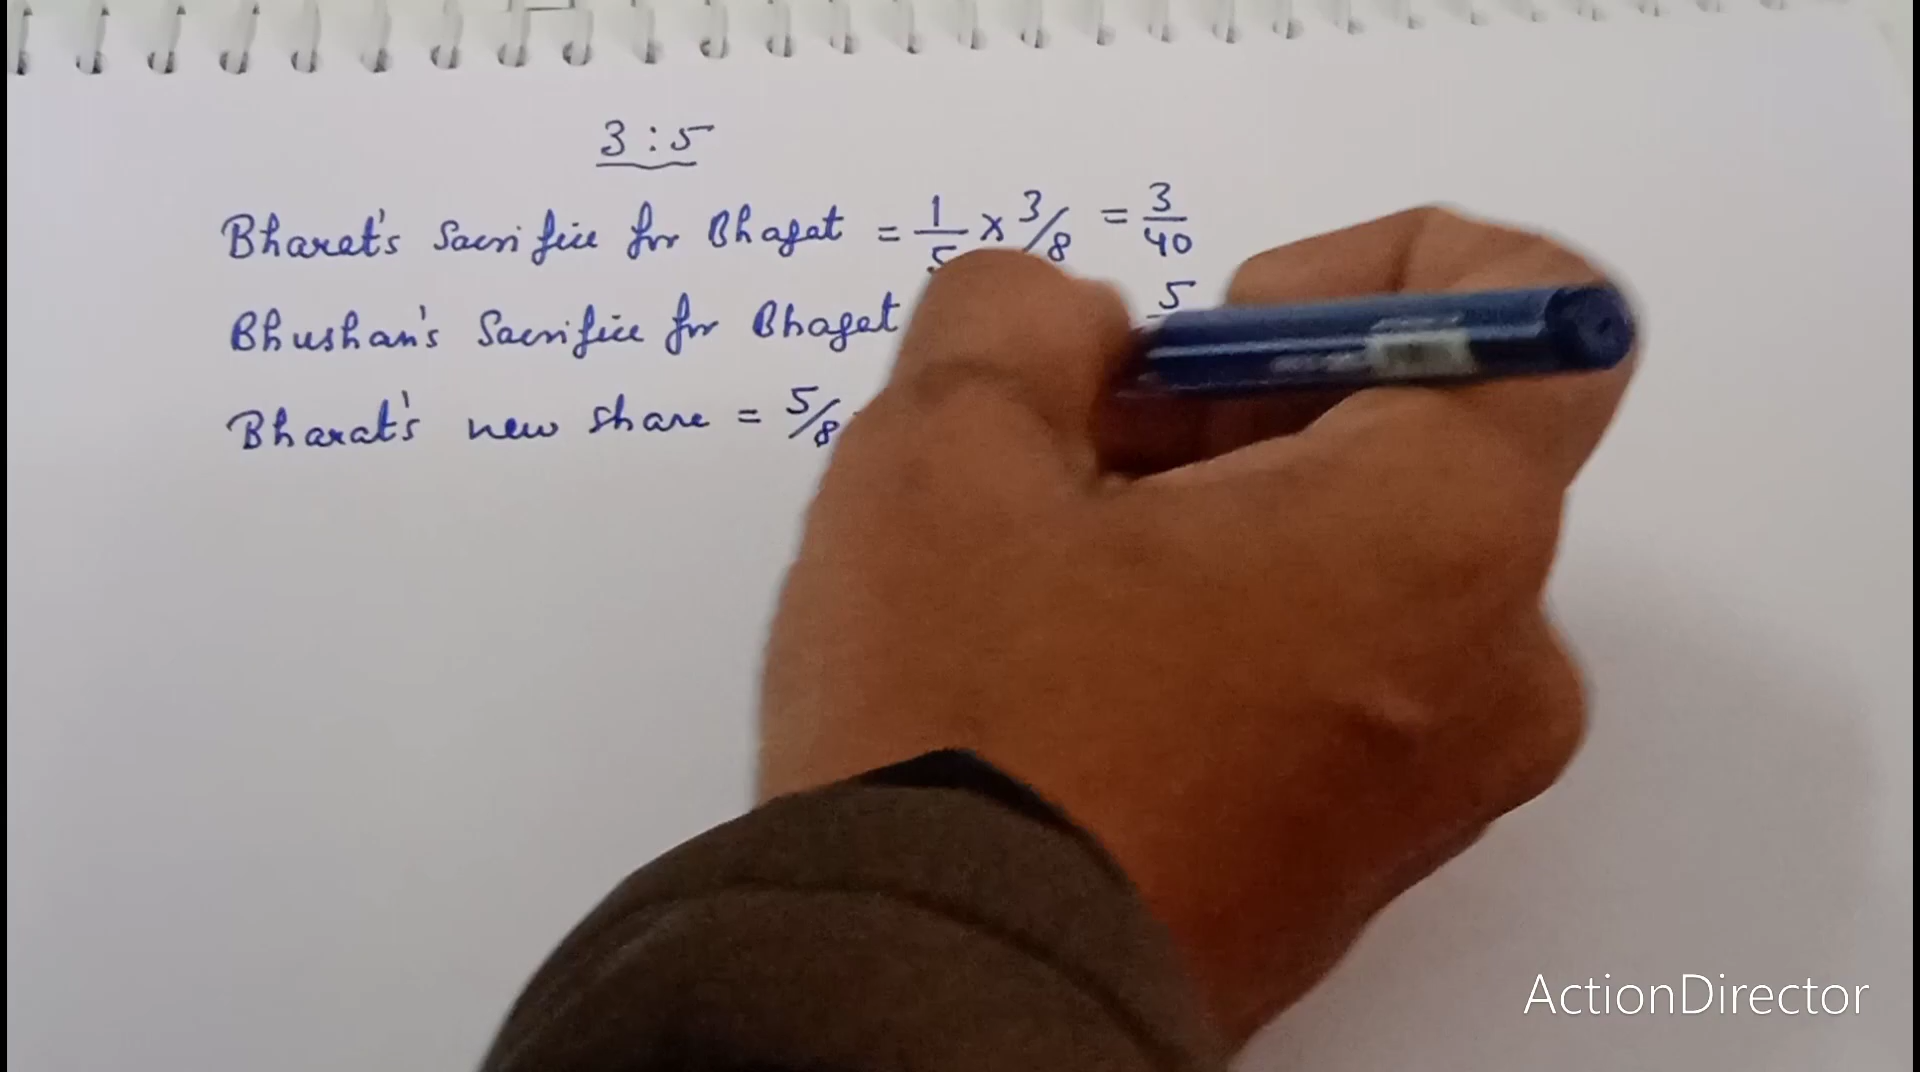 3 : 5
Bharat's Sacrifice for Bhagat = 1/5 x 3/8 = 3/40
Bhushan's Sacrifice for Bhagat 5
Bharat's new share = 5/8
ActionDirector